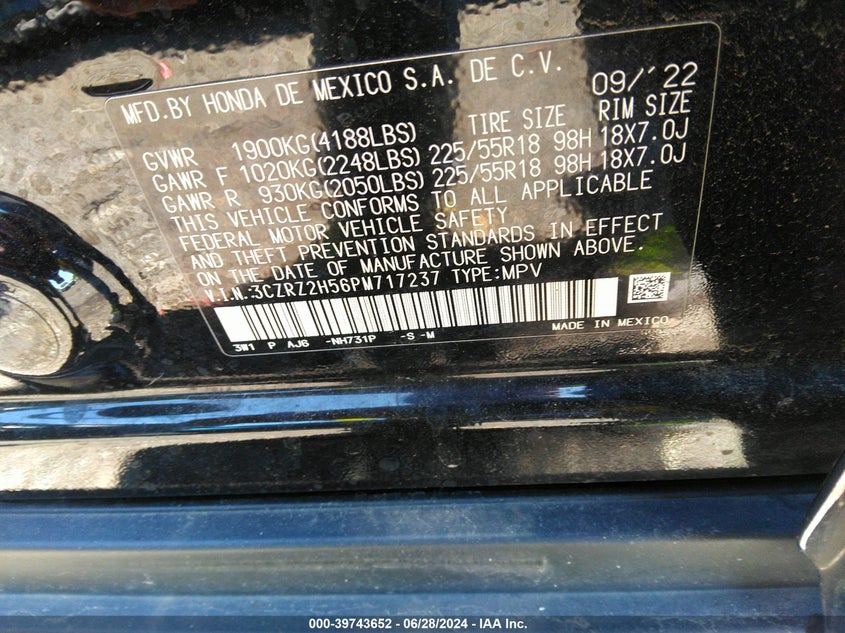 MFD.BY HONDA DE MEXICO S.A. DE C.V. 09/'22
TIRE SIZE RIM SIZE
GVWR 1900KG(4188LBS)
GAWR F 1020KG(2248LBS) 225/55R18 98H 18X7.0J
GAWR R 930KG(2050LBS) 225/55R18 98H 18X7.0J
THIS VEHICLE CONFORMS TO ALL APPLICABLE
FEDERAL MOTOR VEHICLE SAFETY
AND THEFT PREVENTION STANDARDS IN EFFECT
ON THE DATE OF MANUFACTURE SHOWN ABOVE.
V.I.N.:3CZRZ2H56PM717237 TYPE:MPV
3W1 P AJ6 -NH731P -S -M
MADE IN MEXICO
000-39743652 / 06/28/2024 - IAA Inc.